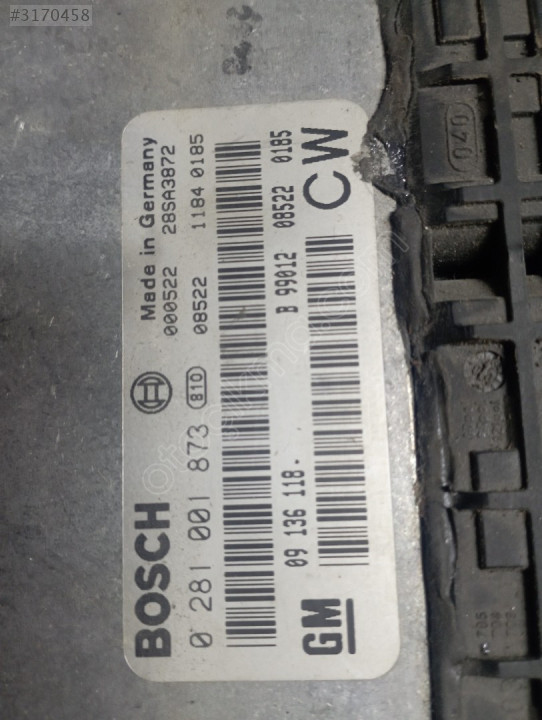 #3170458
BOSCH Made in Germany
000522 28SA3872
0 281 001 873 810 08522 1184 0185
09 136 118. B 99012 08522 0185
GM CW
040